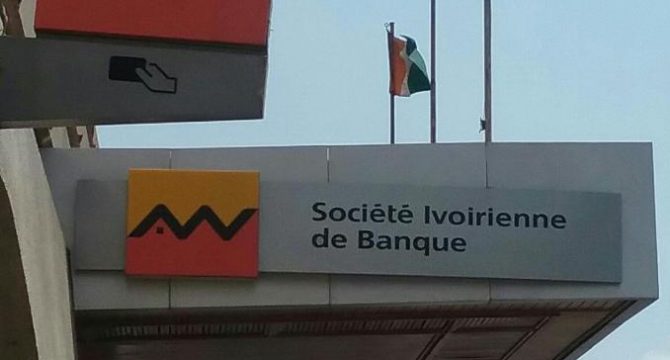 Société Ivoirienne
de Banque